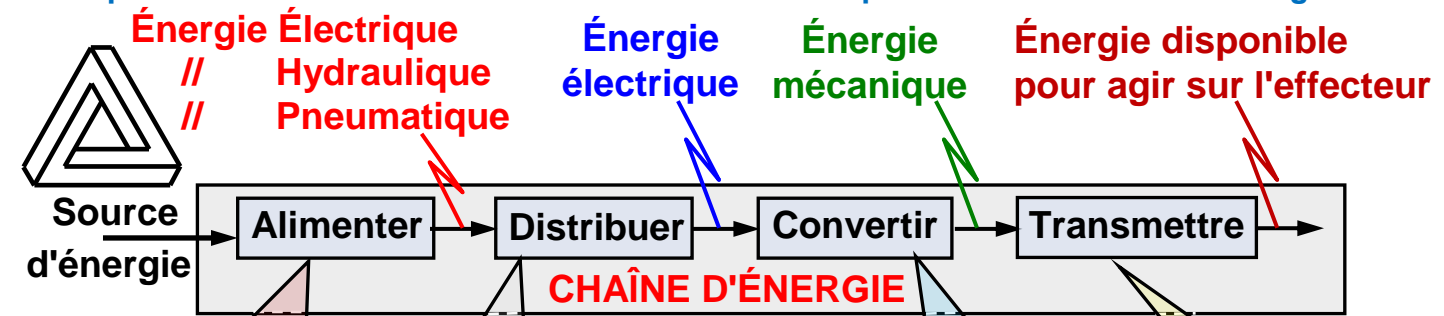 Énergie Électrique
// Hydraulique
// Pneumatique
Énergie
électrique
Énergie
mécanique
Énergie disponible
pour agir sur l'effecteur
Source
d'énergie
Alimenter
Distribuer
Convertir
Transmettre
CHAÎNE D'ÉNERGIE